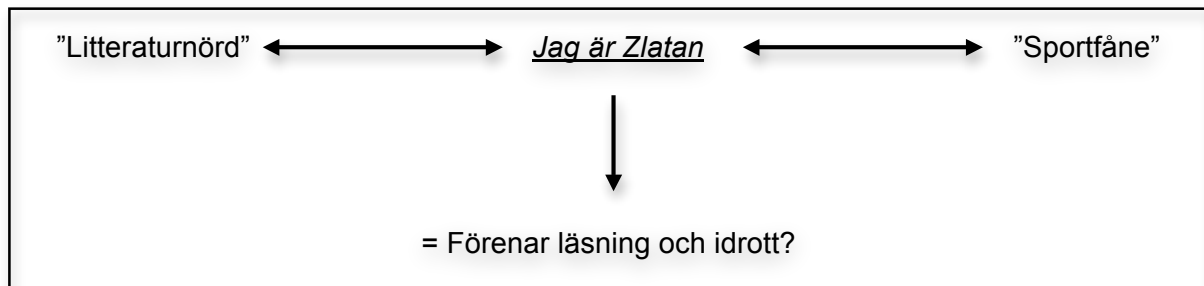 ”Litteraturnörd” Jag är Zlatan ”Sportfåne”
= Förenar läsning och idrott?